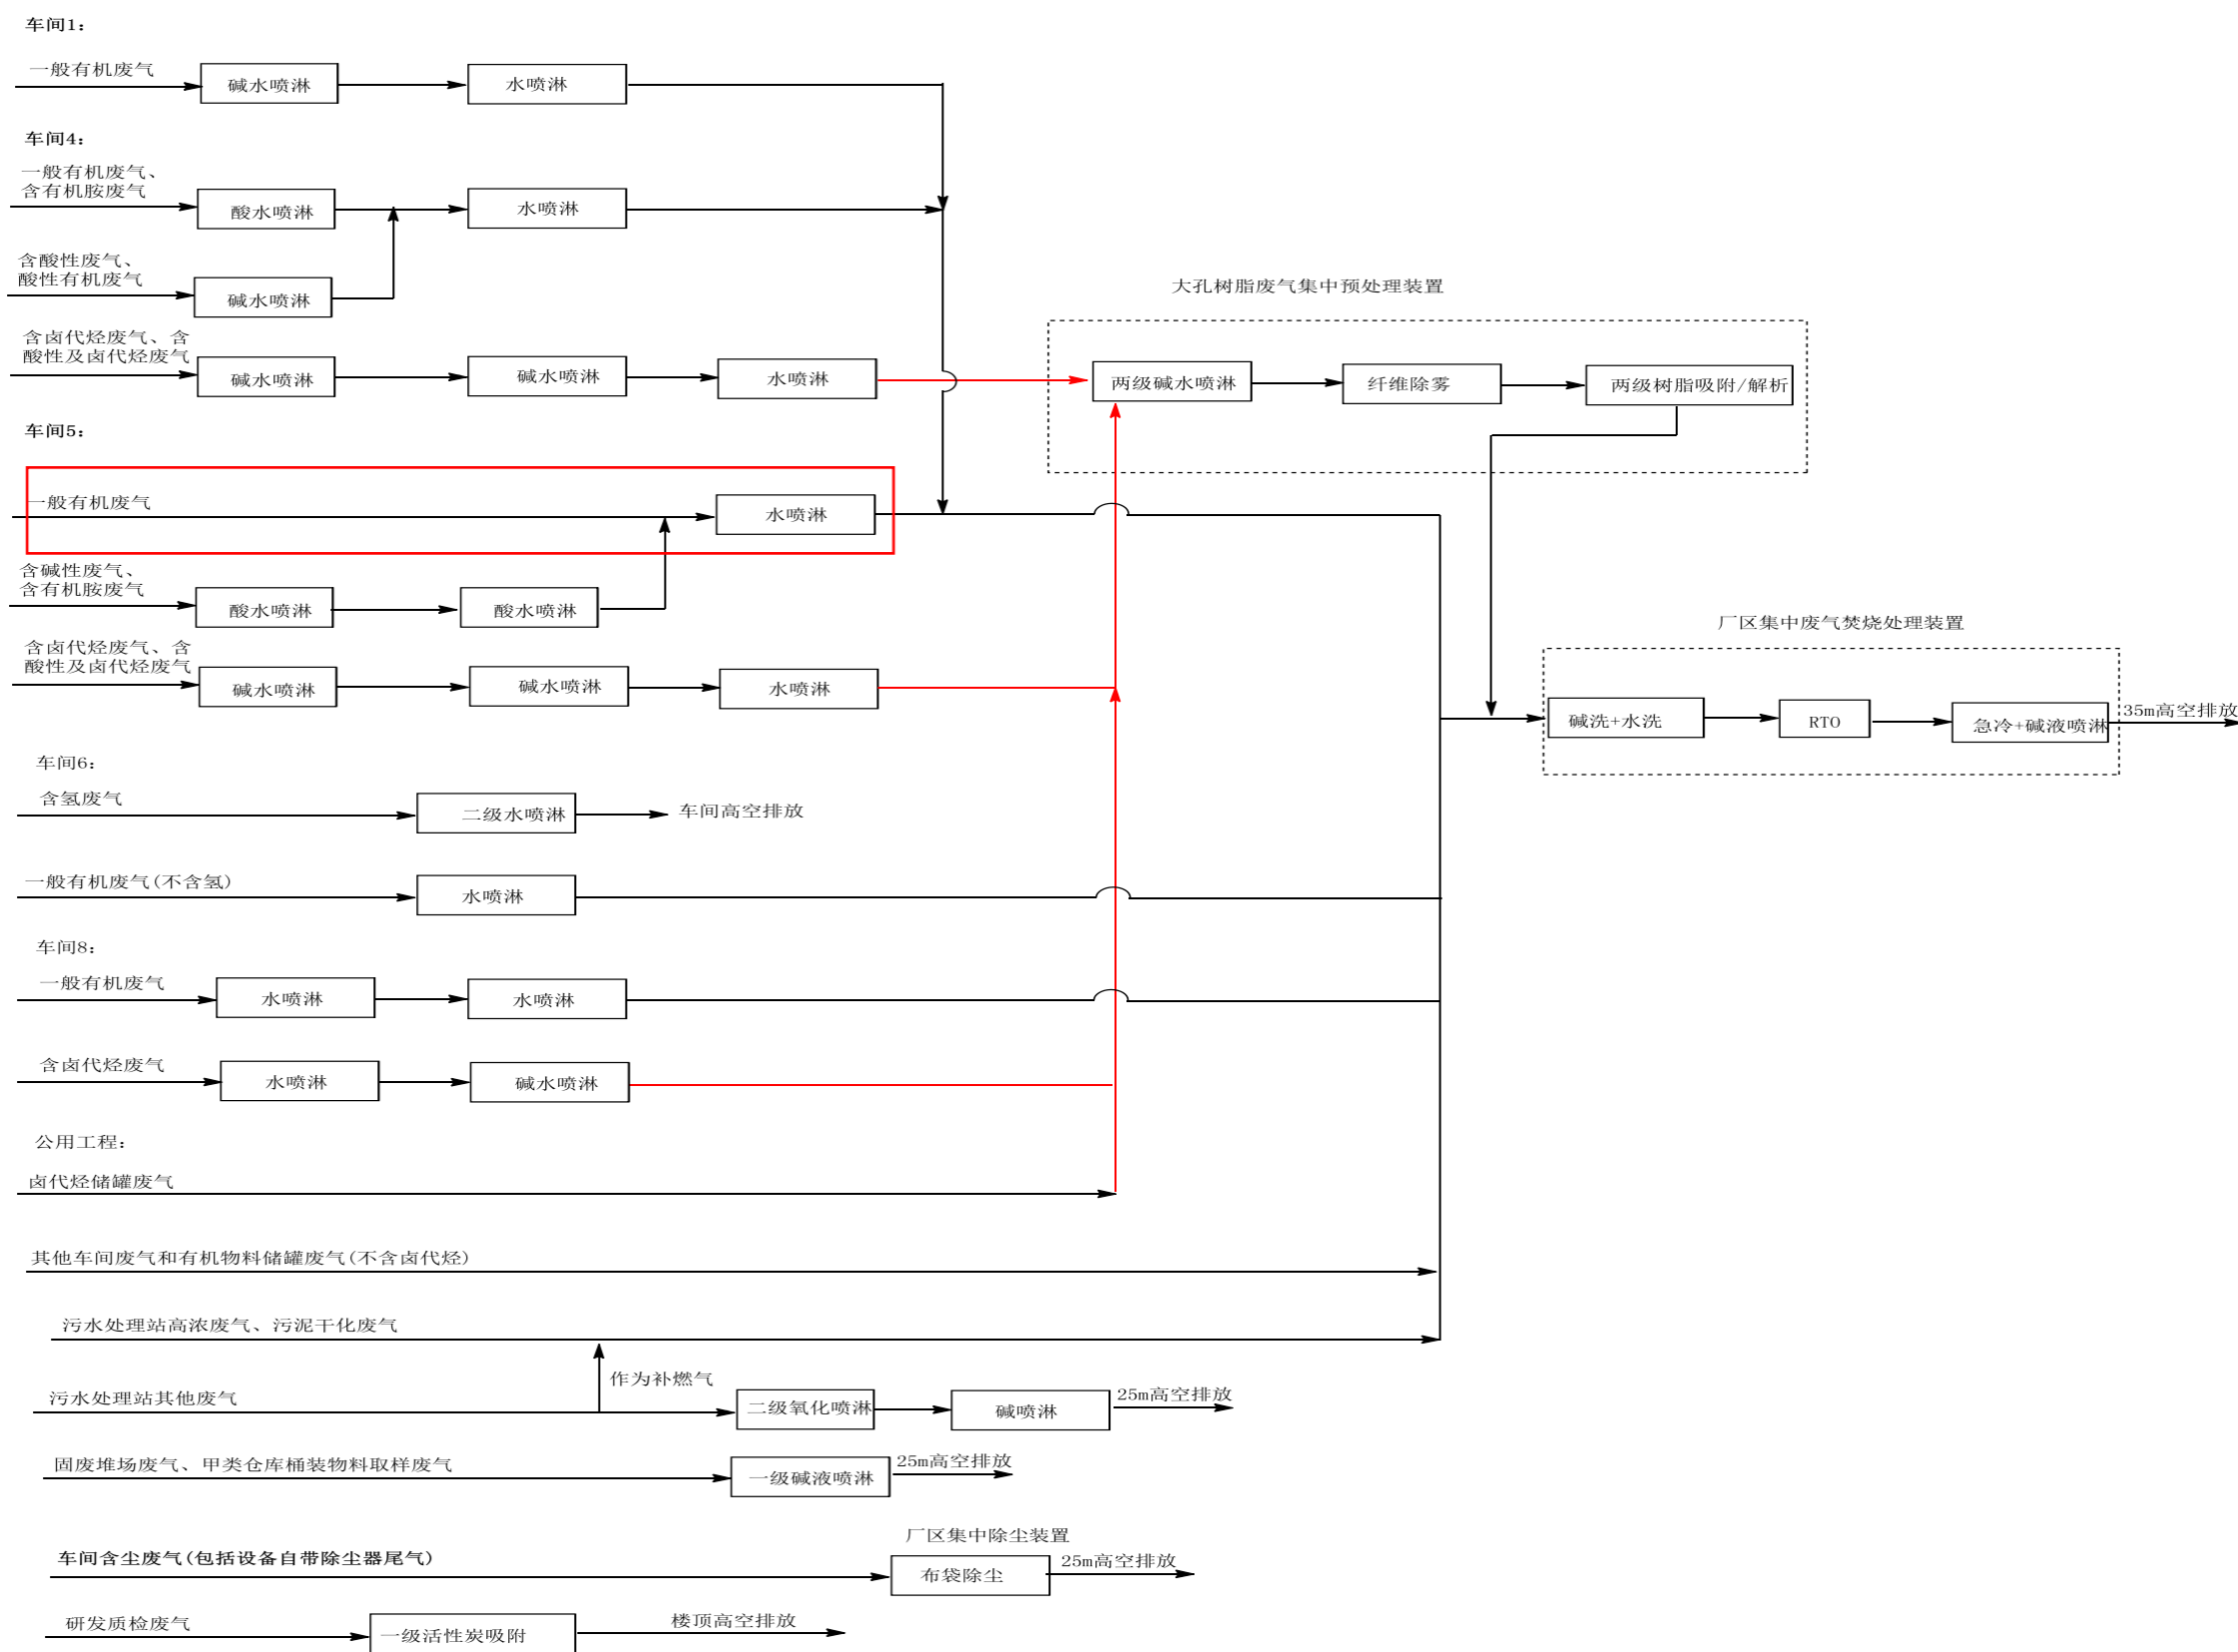 车间1:
一般有机废气
碱水喷淋
水喷淋
车间4:
一般有机废气、
含有机胺废气
酸水喷淋
水喷淋
含酸性废气、
酸性有机废气
碱水喷淋
大孔树脂废气集中预处理装置
含卤代烃废气、含
酸性及卤代烃废气
碱水喷淋
碱水喷淋
水喷淋
两级碱水喷淋
纤维除雾
两级树脂吸附/解析
车间5:
一般有机废气
水喷淋
含碱性废气、
含有机胺废气
酸水喷淋
酸水喷淋
含卤代烃废气、含
酸性及卤代烃废气
碱水喷淋
碱水喷淋
水喷淋
厂区集中废气焚烧处理装置
碱洗+水洗
RTO
急冷+碱液喷淋
35m高空排放
车间6:
含氢废气
二级水喷淋
车间高空排放
一般有机废气(不含氢)
水喷淋
车间8:
一般有机废气
水喷淋
水喷淋
含卤代烃废气
水喷淋
碱水喷淋
公用工程:
卤代烃储罐废气
其他车间废气和有机物料储罐废气(不含卤代烃)
污水处理站高浓废气、污泥干化废气
作为补燃气
污水处理站其他废气
二级氧化喷淋
碱喷淋
25m高空排放
固废堆场废气、甲类仓库桶装物料取样废气
一级碱液喷淋
25m高空排放
厂区集中除尘装置
车间含尘废气(包括设备自带除尘器尾气)
布袋除尘
25m高空排放
研发质检废气
一级活性炭吸附
楼顶高空排放